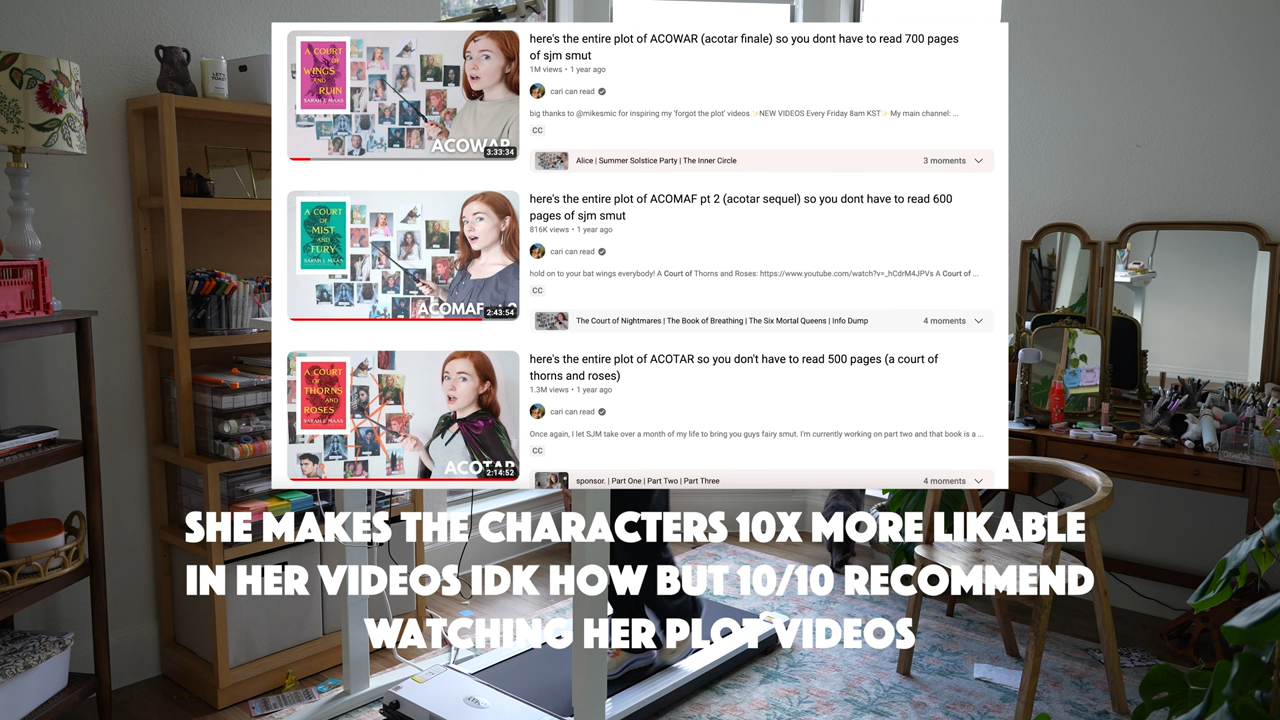 here's the entire plot of ACOWAR (acotar finale) so you dont have to read 700 pages
of sjm smut
1M views • 1 year ago
cari can read
big thanks to @mikesmic for inspiring my 'forgot the plot' videos ✨NEW VIDEOS Every Friday 8am KST✨ My main channel: ...
CC
Alice | Summer Solstice Party | The Inner Circle
3 moments
A COURT
OF
WINGS
AND
RUIN
SARAH J. MAAS
ACOWAR
3:33:34
here's the entire plot of ACOMAF pt 2 (acotar sequel) so you dont have to read 600
pages of sjm smut
816K views • 1 year ago
cari can read
hold on to your bat wings everybody! A Court of Thorns and Roses: https://www.youtube.com/watch?v=_hCdrM4JPVs A Court of ...
CC
The Court of Nightmares | The Book of Breathing | The Six Mortal Queens | Info Dump
4 moments
A COURT
OF
MIST
AND
FURY
SARAH J. MAAS
ACOMAF
2:43:54
here's the entire plot of ACOTAR so you don't have to read 500 pages (a court of
thorns and roses)
1.3M views • 1 year ago
cari can read
Once again, I let SJM take over a month of my life to bring you guys fairy smut. I'm currently working on part two and that book is a ...
CC
sponsor. | Part One | Part Two | Part Three
4 moments
A COURT
OF
THORNS
AND
ROSES
SARAH J. MAAS
ACOTAR
2:14:52
LET'S
TOAST
SHE MAKES THE CHARACTERS 10X MORE LIKABLE
IN HER VIDEOS IDK HOW BUT 10/10 RECOMMEND
WATCHING HER PLOT VIDEOS